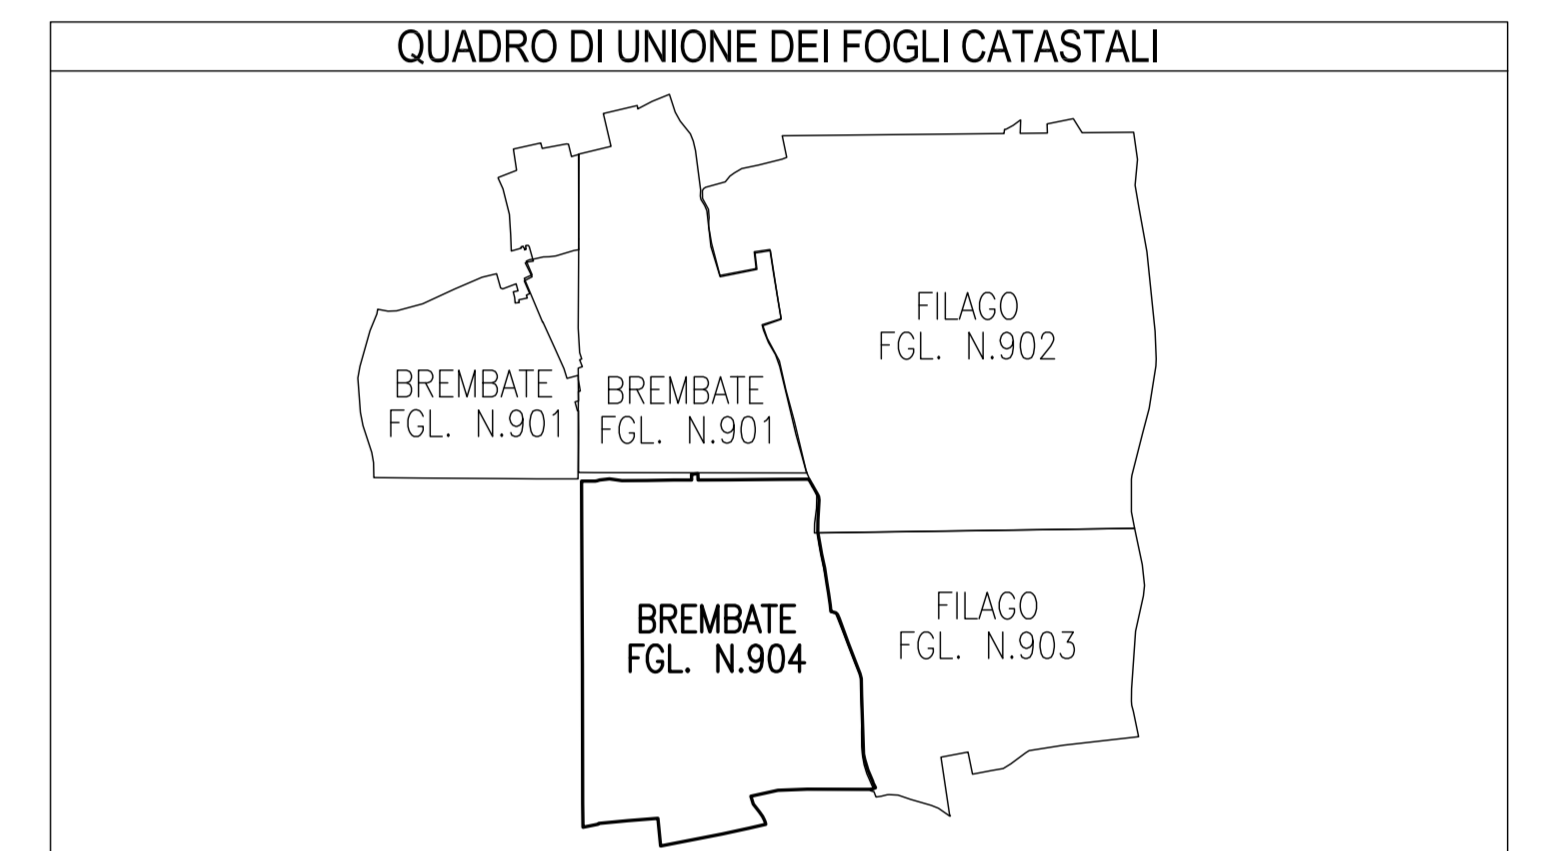 QUADRO DI UNIONE DEI FOGLI CATASTALI
FILAGO
FGL. N.902
BREMBATE
FGL. N.901
BREMBATE
FGL. N.901
BREMBATE
FGL. N.904
FILAGO
FGL. N.903